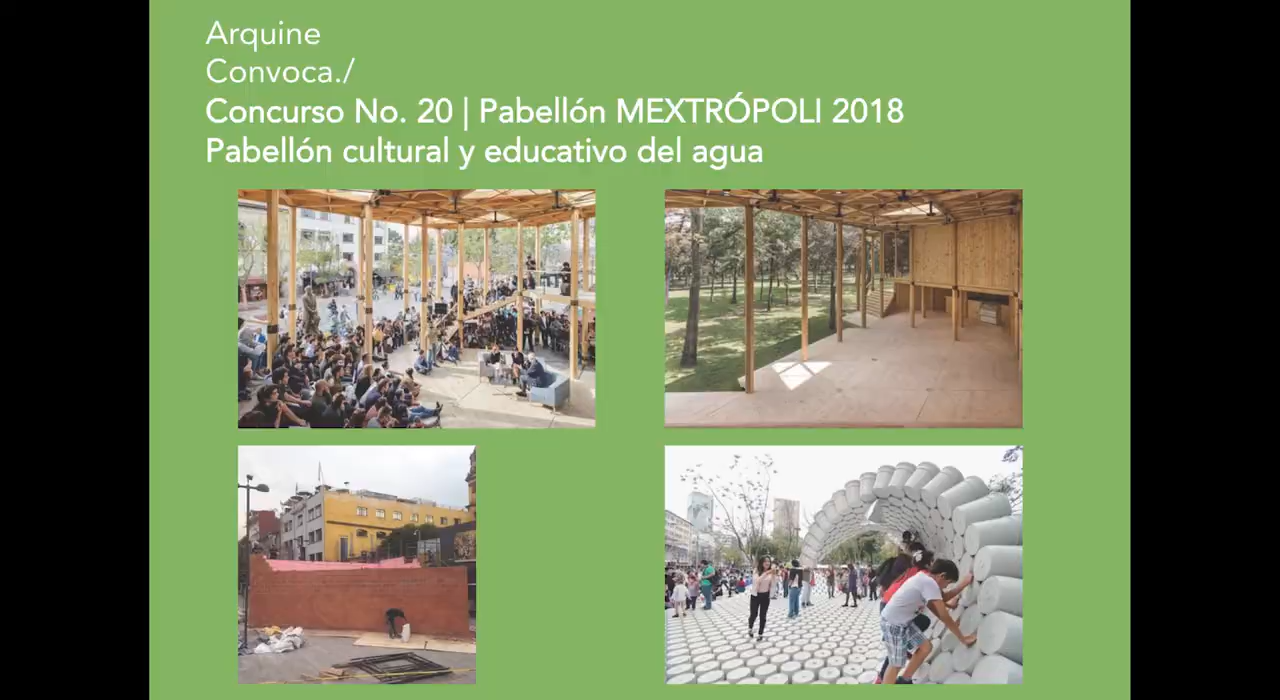 Arquine
Convoca./
Concurso No. 20 | Pabellón MEXTRÓPOLI 2018
Pabellón cultural y educativo del agua